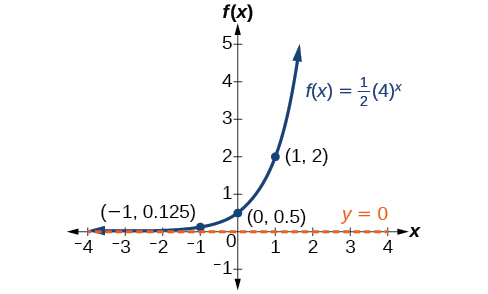 f(x)
5
4
f(x) = 1/2(4)^x
3
2
(1, 2)
1
(−1, 0.125)
(0, 0.5)
y = 0
x
−4 −3 −2 −1 0 1 2 3 4
−1